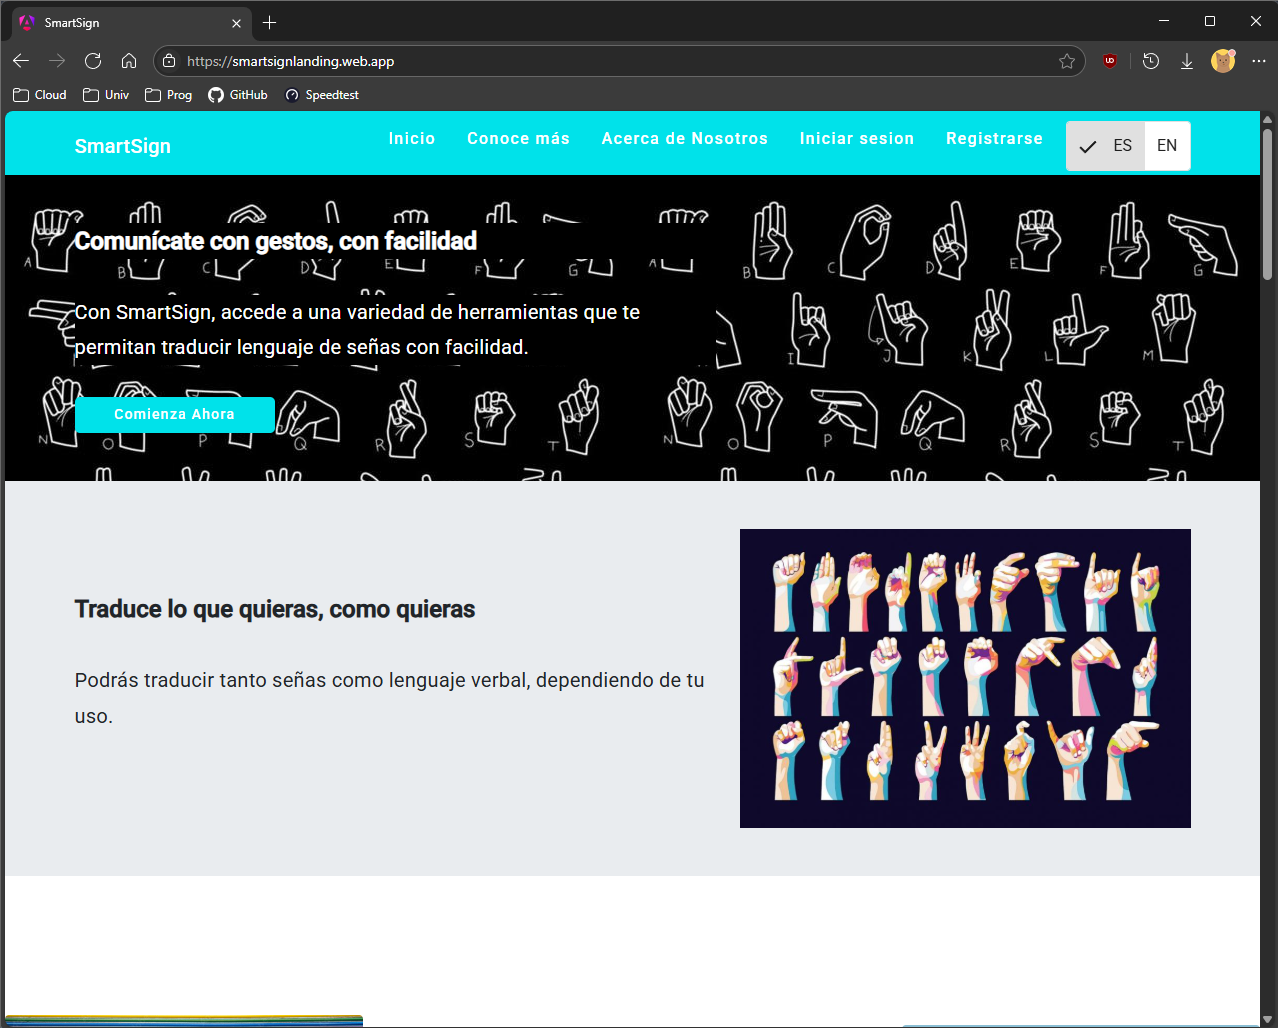 SmartSign
https://smartsignlanding.web.app
Cloud Univ Prog GitHub Speedtest
SmartSign Inicio Conoce más Acerca de Nosotros Iniciar sesion Registrarse ES EN
Comunícate con gestos, con facilidad
Con SmartSign, accede a una variedad de herramientas que te
permitan traducir lenguaje de señas con facilidad.
Comienza Ahora
A B C D E F G A B C D E F G
I J K L M
N O P Q R S T N O P Q R S T
Traduce lo que quieras, como quieras
Podrás traducir tanto señas como lenguaje verbal, dependiendo de tu
uso.